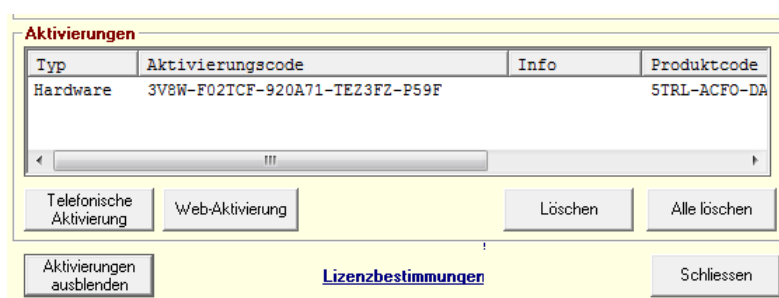 Aktivierungen
Typ Aktivierungscode Info Produktcode
Hardware 3V8W-F02TCF-920A71-TEZ3FZ-P59F 5TRL-ACFO-DA
Telefonische
Aktivierung
Web-Aktivierung
Löschen
Alle löschen
Aktivierungen
ausblenden
Lizenzbestimmungen
Schliessen